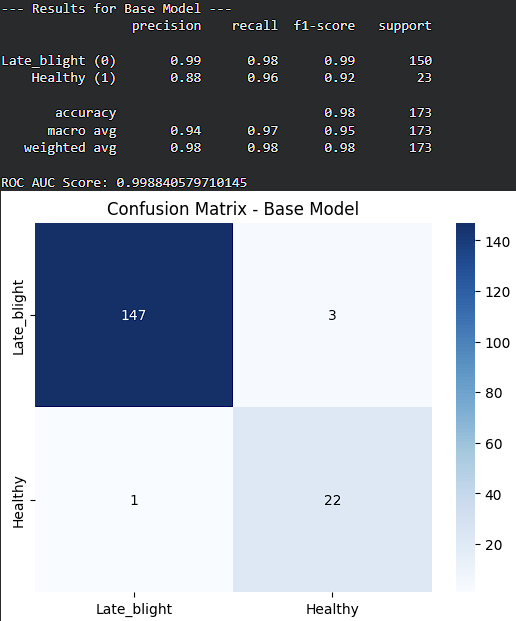 --- Results for Base Model ---
precision recall f1-score support
Late_blight (0) 0.99 0.98 0.99 150
Healthy (1) 0.88 0.96 0.92 23
accuracy 0.98 173
macro avg 0.94 0.97 0.95 173
weighted avg 0.98 0.98 0.98 173
ROC AUC Score: 0.998840579710145
Confusion Matrix - Base Model
Late_blight
147 3
Healthy
1 22
Late_blight Healthy
140
120
100
80
60
40
20